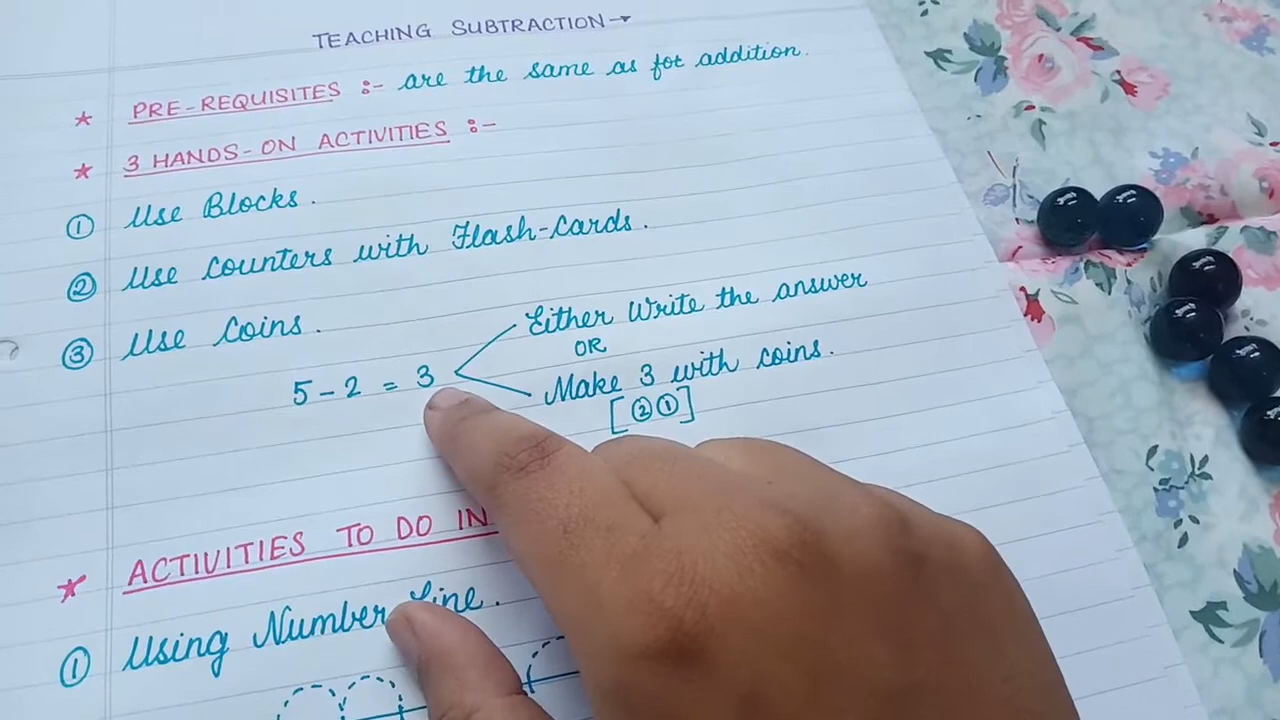 TEACHING SUBTRACTION →
★ PRE-REQUISITES :- are the same as for addition.
★ 3 HANDS-ON ACTIVITIES :-
① Use Blocks.
② Use Counters with Flash-Cards.
③ Use Coins.
Either Write the answer
OR
5 - 2 = 3
Make 3 with coins.
[②①]
★ ACTIVITIES TO DO IN
① Using Number Line.